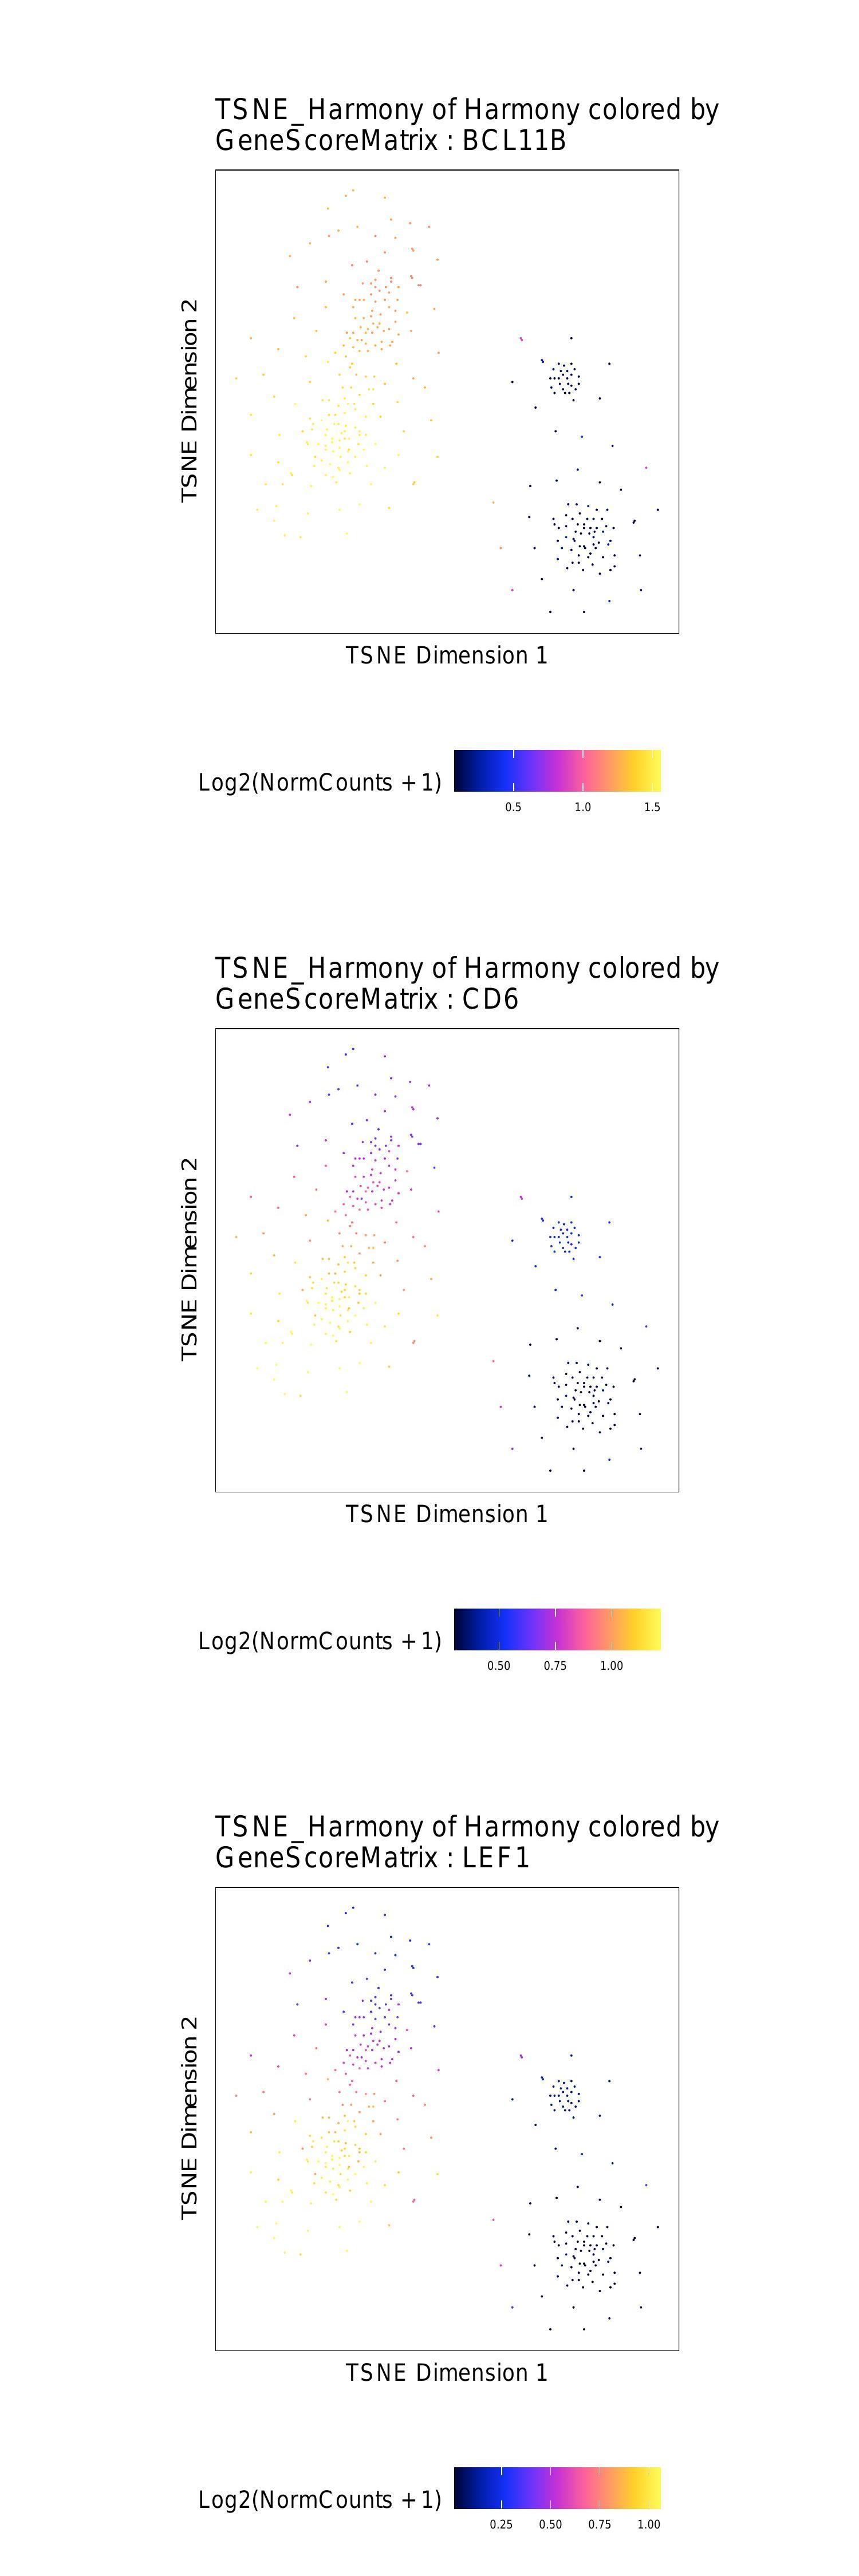 TSNE_Harmony of Harmony colored by
GeneScoreMatrix : BCL11B
TSNE Dimension 2
TSNE Dimension 1
Log2(NormCounts +1)
0.5 1.0 1.5
TSNE_Harmony of Harmony colored by
GeneScoreMatrix : CD6
TSNE Dimension 2
TSNE Dimension 1
Log2(NormCounts +1)
0.50 0.75 1.00
TSNE_Harmony of Harmony colored by
GeneScoreMatrix : LEF1
TSNE Dimension 2
TSNE Dimension 1
Log2(NormCounts +1)
0.25 0.50 0.75 1.00